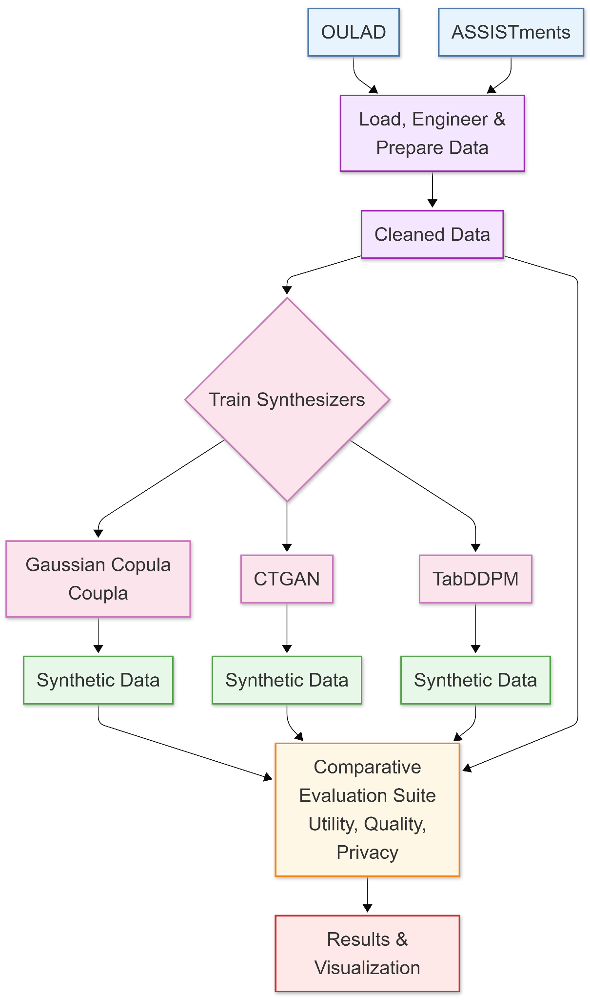 OULAD
ASSISTments
Load, Engineer &
Prepare Data
Cleaned Data
Train Synthesizers
Gaussian Copula
Coupla
CTGAN
TabDDPM
Synthetic Data
Synthetic Data
Synthetic Data
Comparative
Evaluation Suite
Utility, Quality,
Privacy
Results &
Visualization